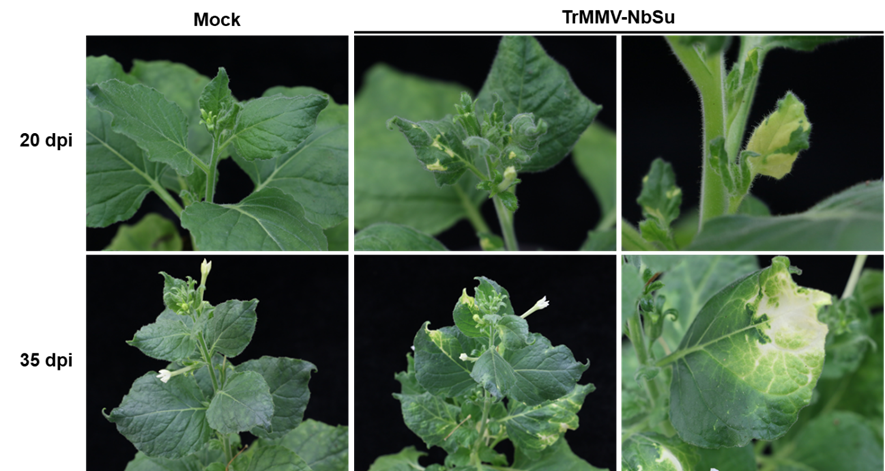 Mock
TrMMV-NbSu
20 dpi
35 dpi